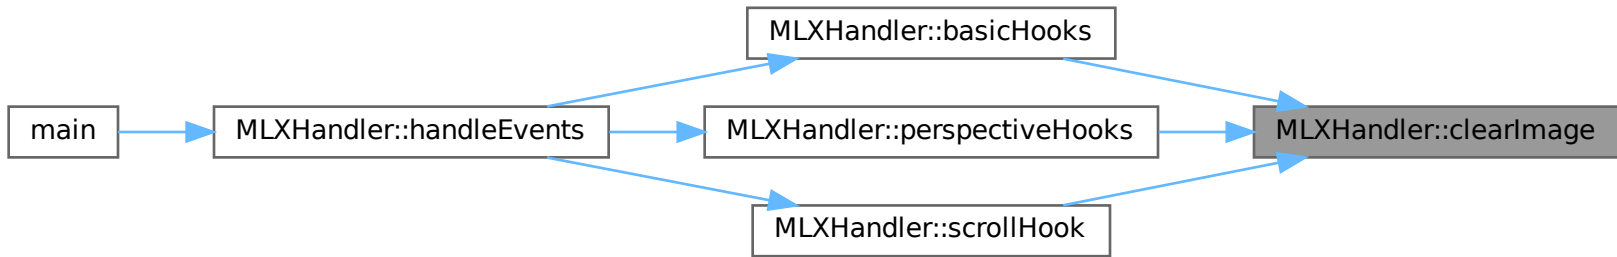 MLXHandler::basicHooks
main
MLXHandler::handleEvents
MLXHandler::perspectiveHooks
MLXHandler::clearImage
MLXHandler::scrollHook